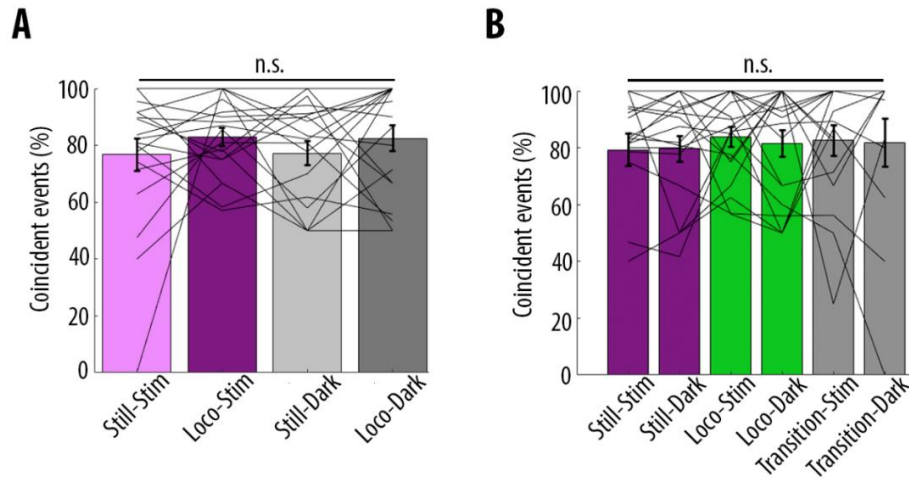 A
n.s.
Coincident events (%)
100
80
60
40
20
0
Still-Stim
Loco-Stim
Still-Dark
Loco-Dark
B
n.s.
Coincident events (%)
100
80
60
40
20
0
Still-Stim
Still-Dark
Loco-Stim
Loco-Dark
Transition-Stim
Transition-Dark